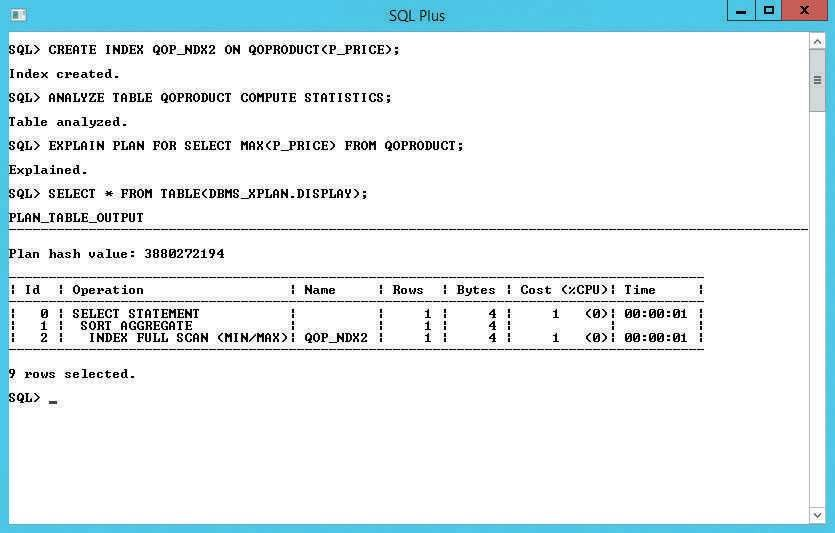 SQL Plus
SQL> CREATE INDEX QOP_NDX2 ON QOPRODUCT(P_PRICE);
Index created.
SQL> ANALYZE TABLE QOPRODUCT COMPUTE STATISTICS;
Table analyzed.
SQL> EXPLAIN PLAN FOR SELECT MAX(P_PRICE) FROM QOPRODUCT;
Explained.
SQL> SELECT * FROM TABLE(DBMS_XPLAN.DISPLAY);
PLAN_TABLE_OUTPUT
Plan hash value: 3880272194
| Id | Operation | Name | Rows | Bytes | Cost (%CPU)| Time |
| 0 | SELECT STATEMENT | | 1 | 4 | 1 (0)| 00:00:01 |
| 1 | SORT AGGREGATE | | 1 | 4 | | |
| 2 | INDEX FULL SCAN (MIN/MAX)| QOP_NDX2 | 1 | 4 | 1 (0)| 00:00:01 |
9 rows selected.
SQL> _